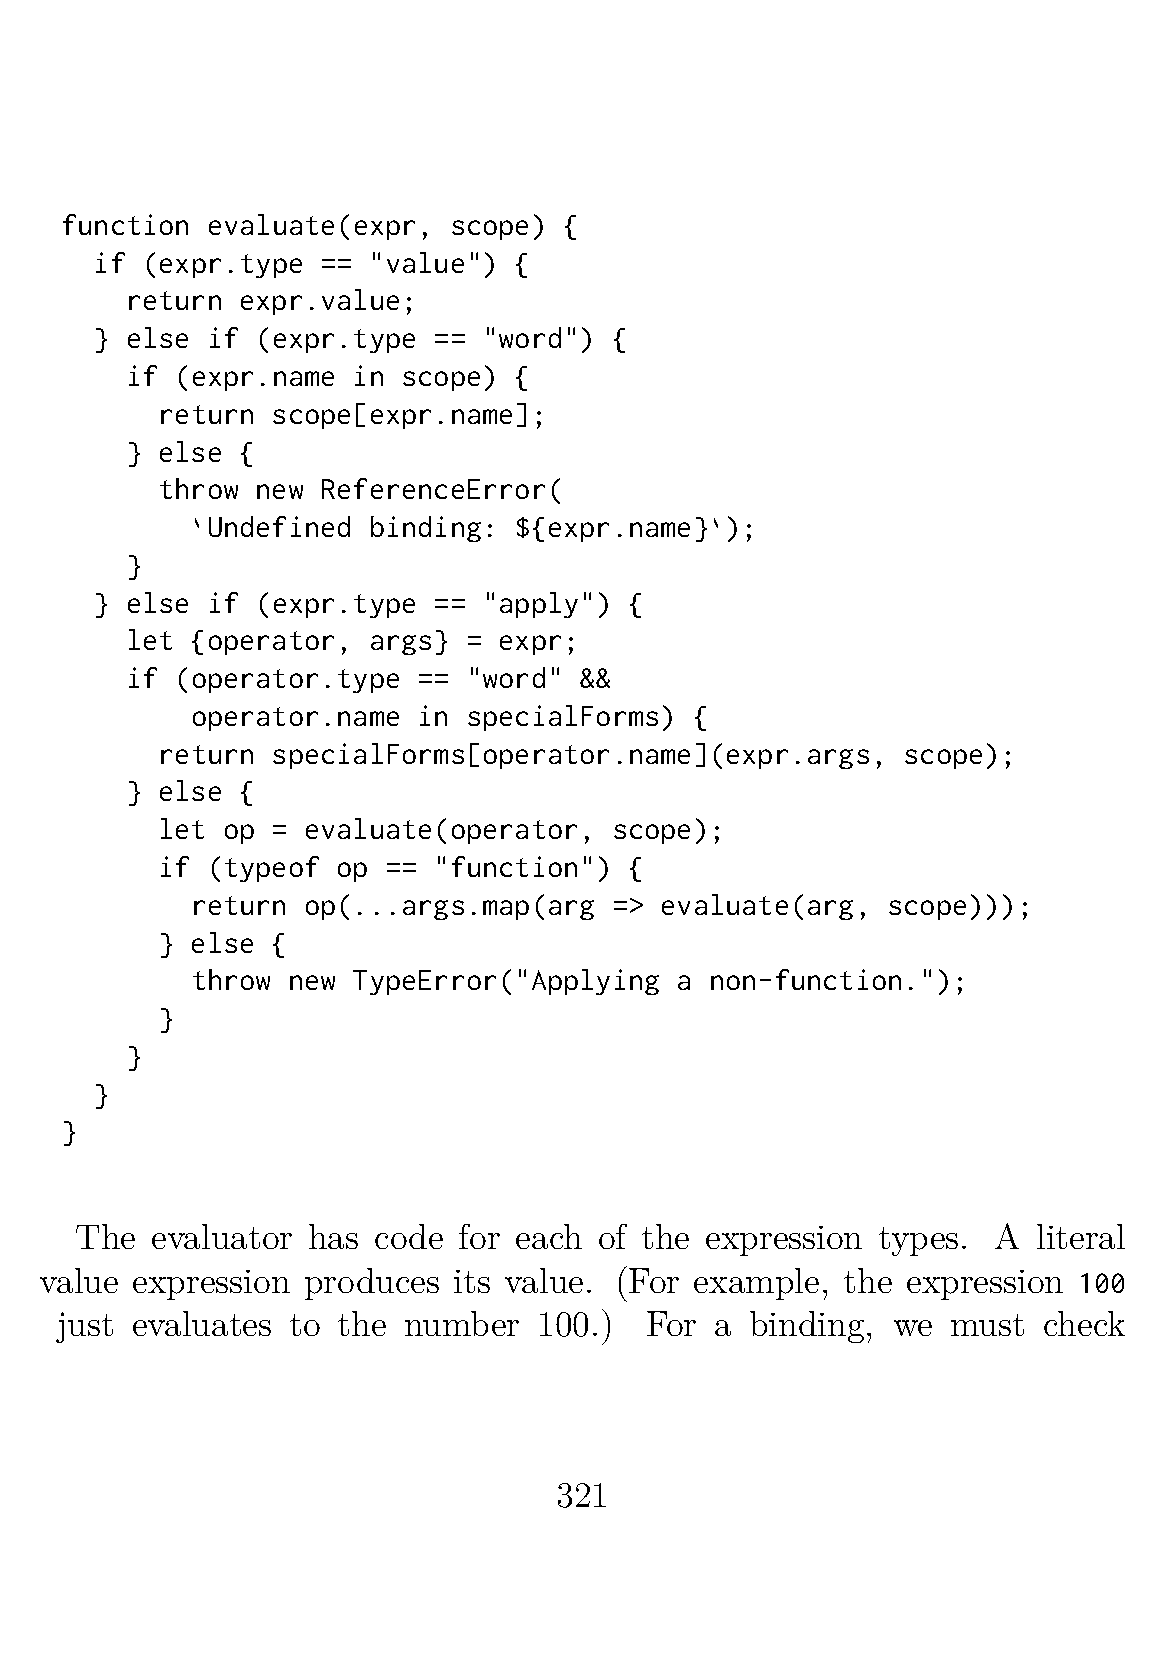 function evaluate(expr, scope) {
  if (expr.type == "value") {
    return expr.value;
  } else if (expr.type == "word") {
    if (expr.name in scope) {
      return scope[expr.name];
    } else {
      throw new ReferenceError(
        `Undefined binding: ${expr.name}`);
    }
  } else if (expr.type == "apply") {
    let {operator, args} = expr;
    if (operator.type == "word" &&
        operator.name in specialForms) {
      return specialForms[operator.name](expr.args, scope);
    } else {
      let op = evaluate(operator, scope);
      if (typeof op == "function") {
        return op(...args.map(arg => evaluate(arg, scope)));
      } else {
        throw new TypeError("Applying a non-function.");
      }
    }
  }
}
The evaluator has code for each of the expression types. A literal
value expression produces its value. (For example, the expression 100
just evaluates to the number 100.) For a binding, we must check
321